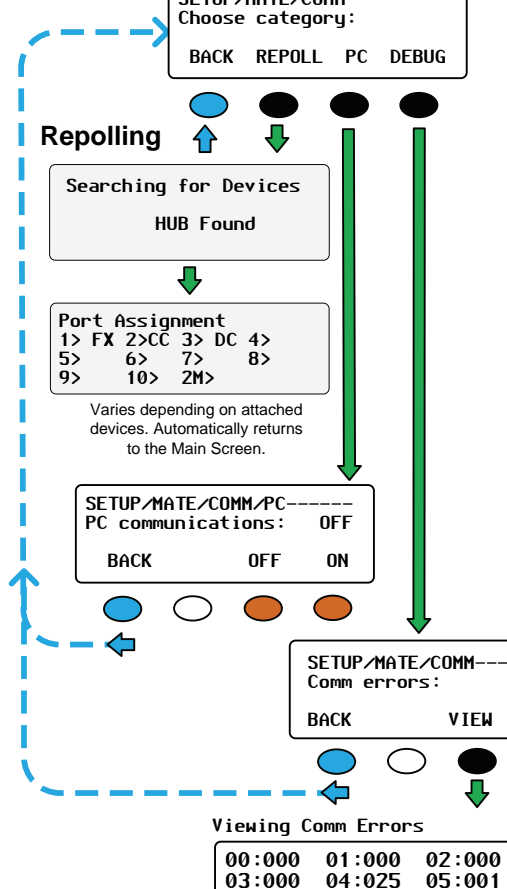 SETUP/MATE/COMM
Choose category:
BACK REPOLL PC DEBUG
Repolling
Searching for Devices
HUB Found
Port Assignment
1> FX 2>CC 3> DC 4>
5> 6> 7> 8>
9> 10> 2M>
Varies depending on attached
devices. Automatically returns
to the Main Screen.
SETUP/MATE/COMM/PC------
PC communications: OFF
BACK OFF ON
SETUP/MATE/COMM---
Comm errors:
BACK VIEW
Viewing Comm Errors
00:000 01:000 02:000
03:000 04:025 05:001